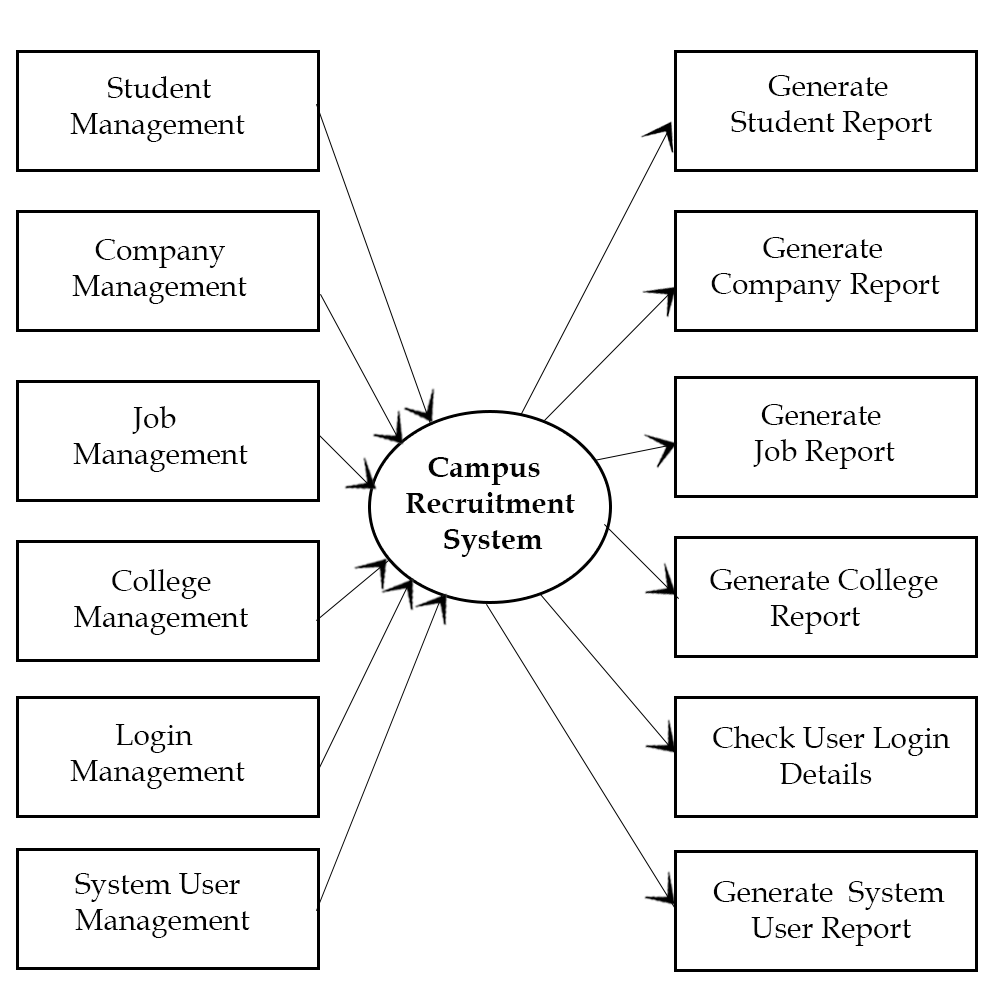 Student
Management
Company
Management
Job
Management
College
Management
Login
Management
System User
Management
Campus
Recruitment
System
Generate
Student Report
Generate
Company Report
Generate
Job Report
Generate College
Report
Check User Login
Details
Generate System
User Report